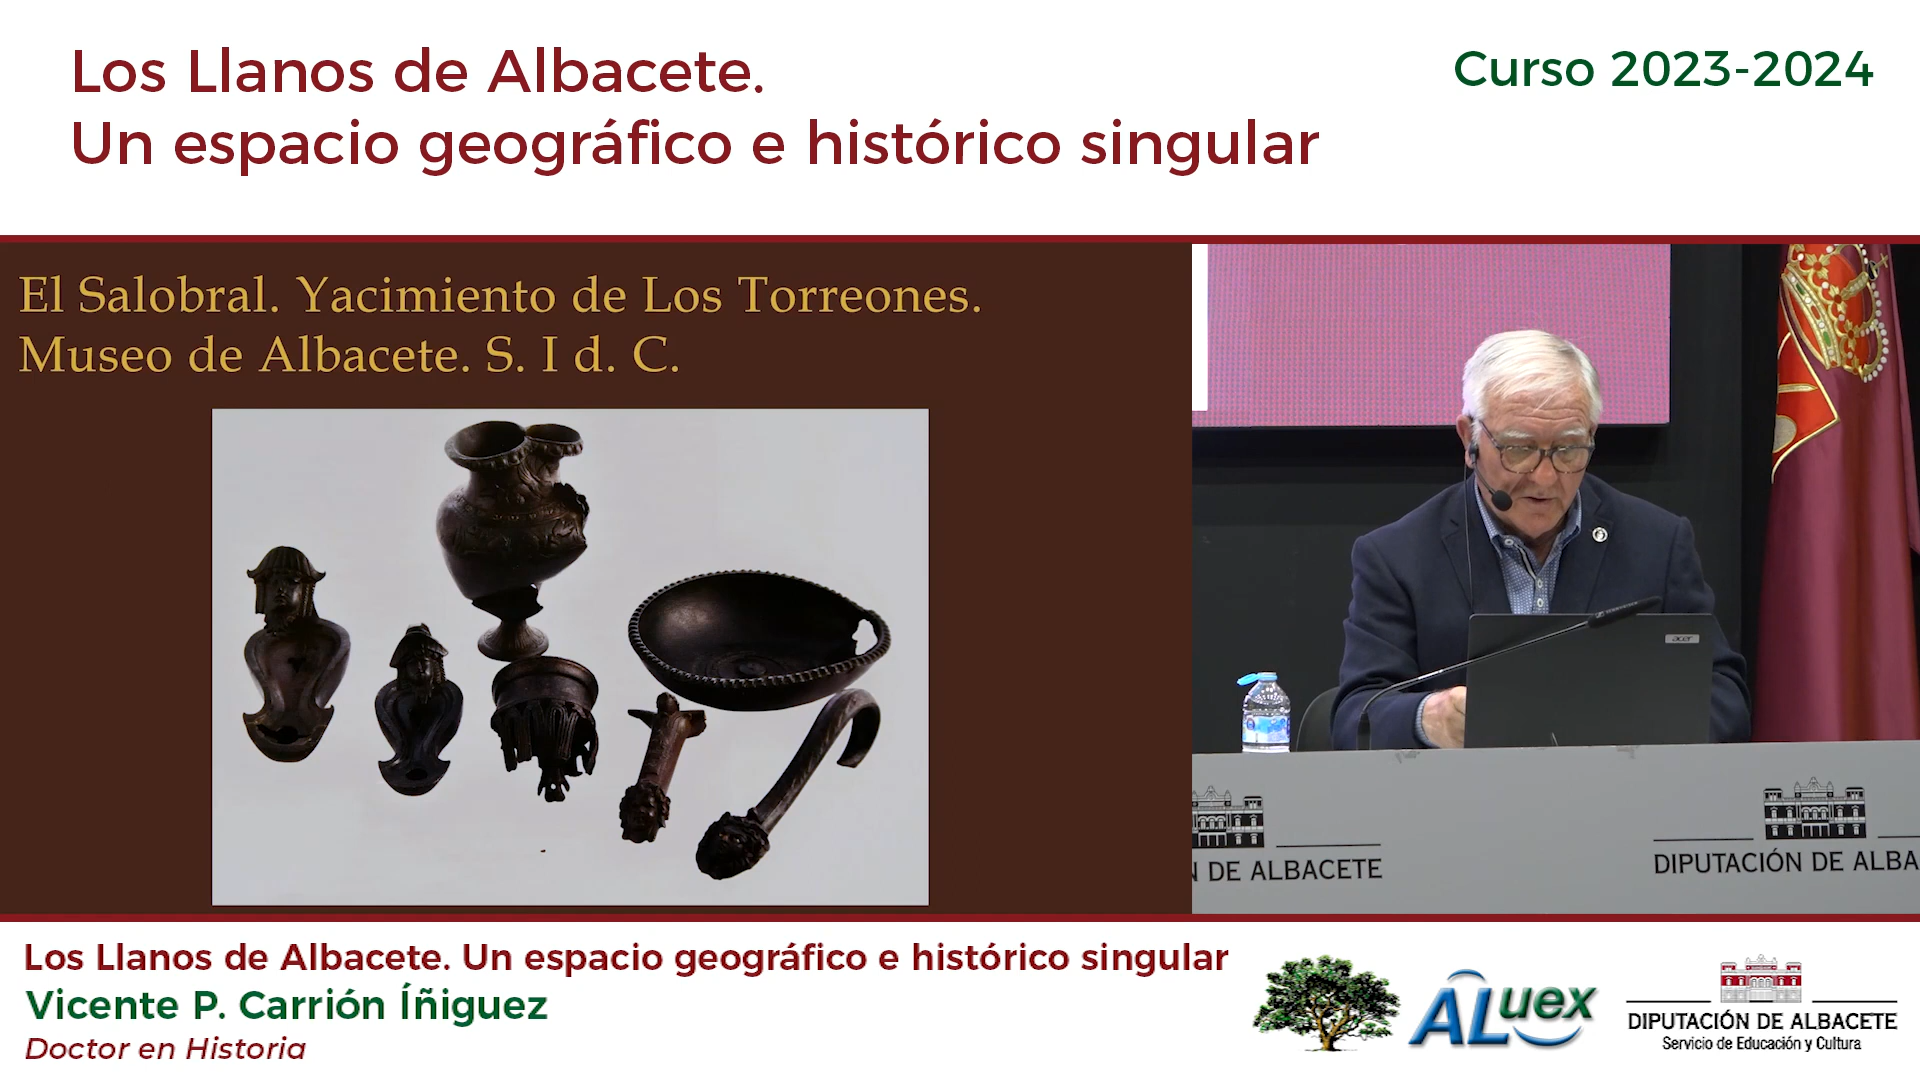 Los Llanos de Albacete.
Un espacio geográfico e histórico singular
Curso 2023-2024
El Salobral. Yacimiento de Los Torreones.
Museo de Albacete. S. I d. C.
acer
N DE ALBACETE
DIPUTACIÓN DE ALBA
Los Llanos de Albacete. Un espacio geográfico e histórico singular
Vicente P. Carrión Íñiguez
Doctor en Historia
ALuex
DIPUTACIÓN DE ALBACETE
Servicio de Educación y Cultura